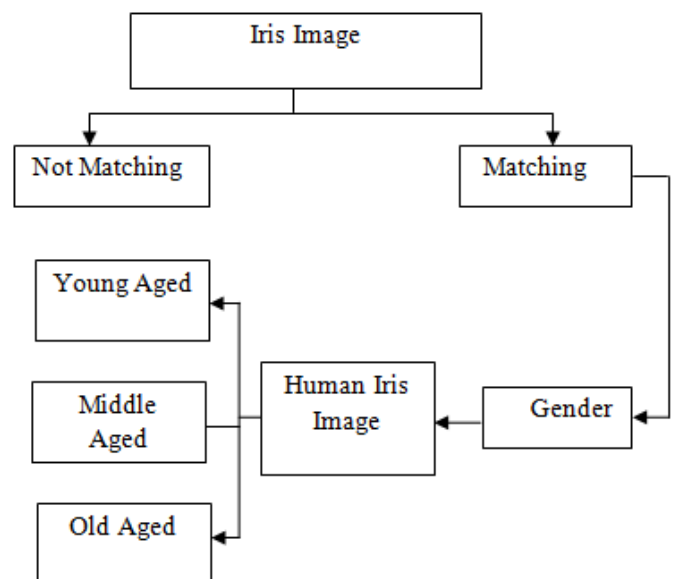 Iris Image
Not Matching
Matching
Young Aged
Middle
Aged
Old Aged
Human Iris
Image
Gender